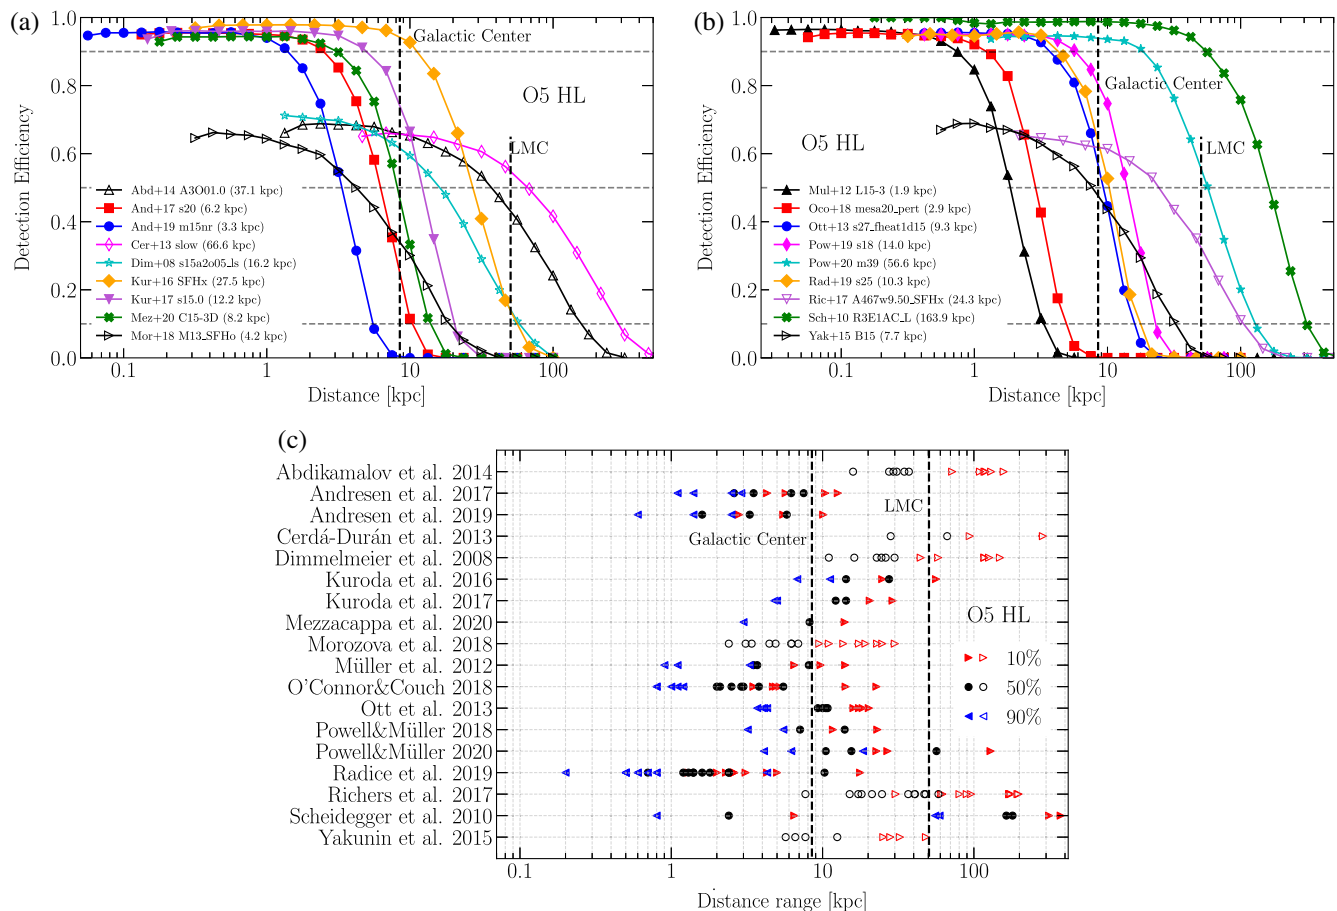 (a)
1.0
0.8
0.6
0.4
0.2
0.0
Detection Efficiency
Galactic Center
O5 HL
LMC
Abd+14 A3O01.0 (37.1 kpc)
And+17 s20 (6.2 kpc)
And+19 m15nr (3.3 kpc)
Cer+13 slow (66.6 kpc)
Dim+08 s15a2o05_ls (16.2 kpc)
Kur+16 SFHx (27.5 kpc)
Kur+17 s15.0 (12.2 kpc)
Mez+20 C15-3D (8.2 kpc)
Mor+18 M13_SFHo (4.2 kpc)
0.1 1 10 100
Distance [kpc]
(b)
1.0
0.8
0.6
0.4
0.2
0.0
Detection Efficiency
Galactic Center
O5 HL
LMC
Mul+12 L15-3 (1.9 kpc)
Oco+18 mesa20_pert (2.9 kpc)
Ott+13 s27_fheat1d15 (9.3 kpc)
Pow+19 s18 (14.0 kpc)
Pow+20 m39 (56.6 kpc)
Rad+19 s25 (10.3 kpc)
Ric+17 A467w9.50_SFHx (24.3 kpc)
Sch+10 R3E1AC_L (163.9 kpc)
Yak+15 B15 (7.7 kpc)
0.1 1 10 100
Distance [kpc]
(c)
Abdikamalov et al. 2014
Andresen et al. 2017
Andresen et al. 2019
Cerdá-Durán et al. 2013
Dimmelmeier et al. 2008
Kuroda et al. 2016
Kuroda et al. 2017
Mezzacappa et al. 2020
Morozova et al. 2018
Müller et al. 2012
O'Connor&Couch 2018
Ott et al. 2013
Powell&Müller 2018
Powell&Müller 2020
Radice et al. 2019
Richers et al. 2017
Scheidegger et al. 2010
Yakunin et al. 2015
LMC
Galactic Center
O5 HL
10%
50%
90%
0.1 1 10 100
Distance range [kpc]